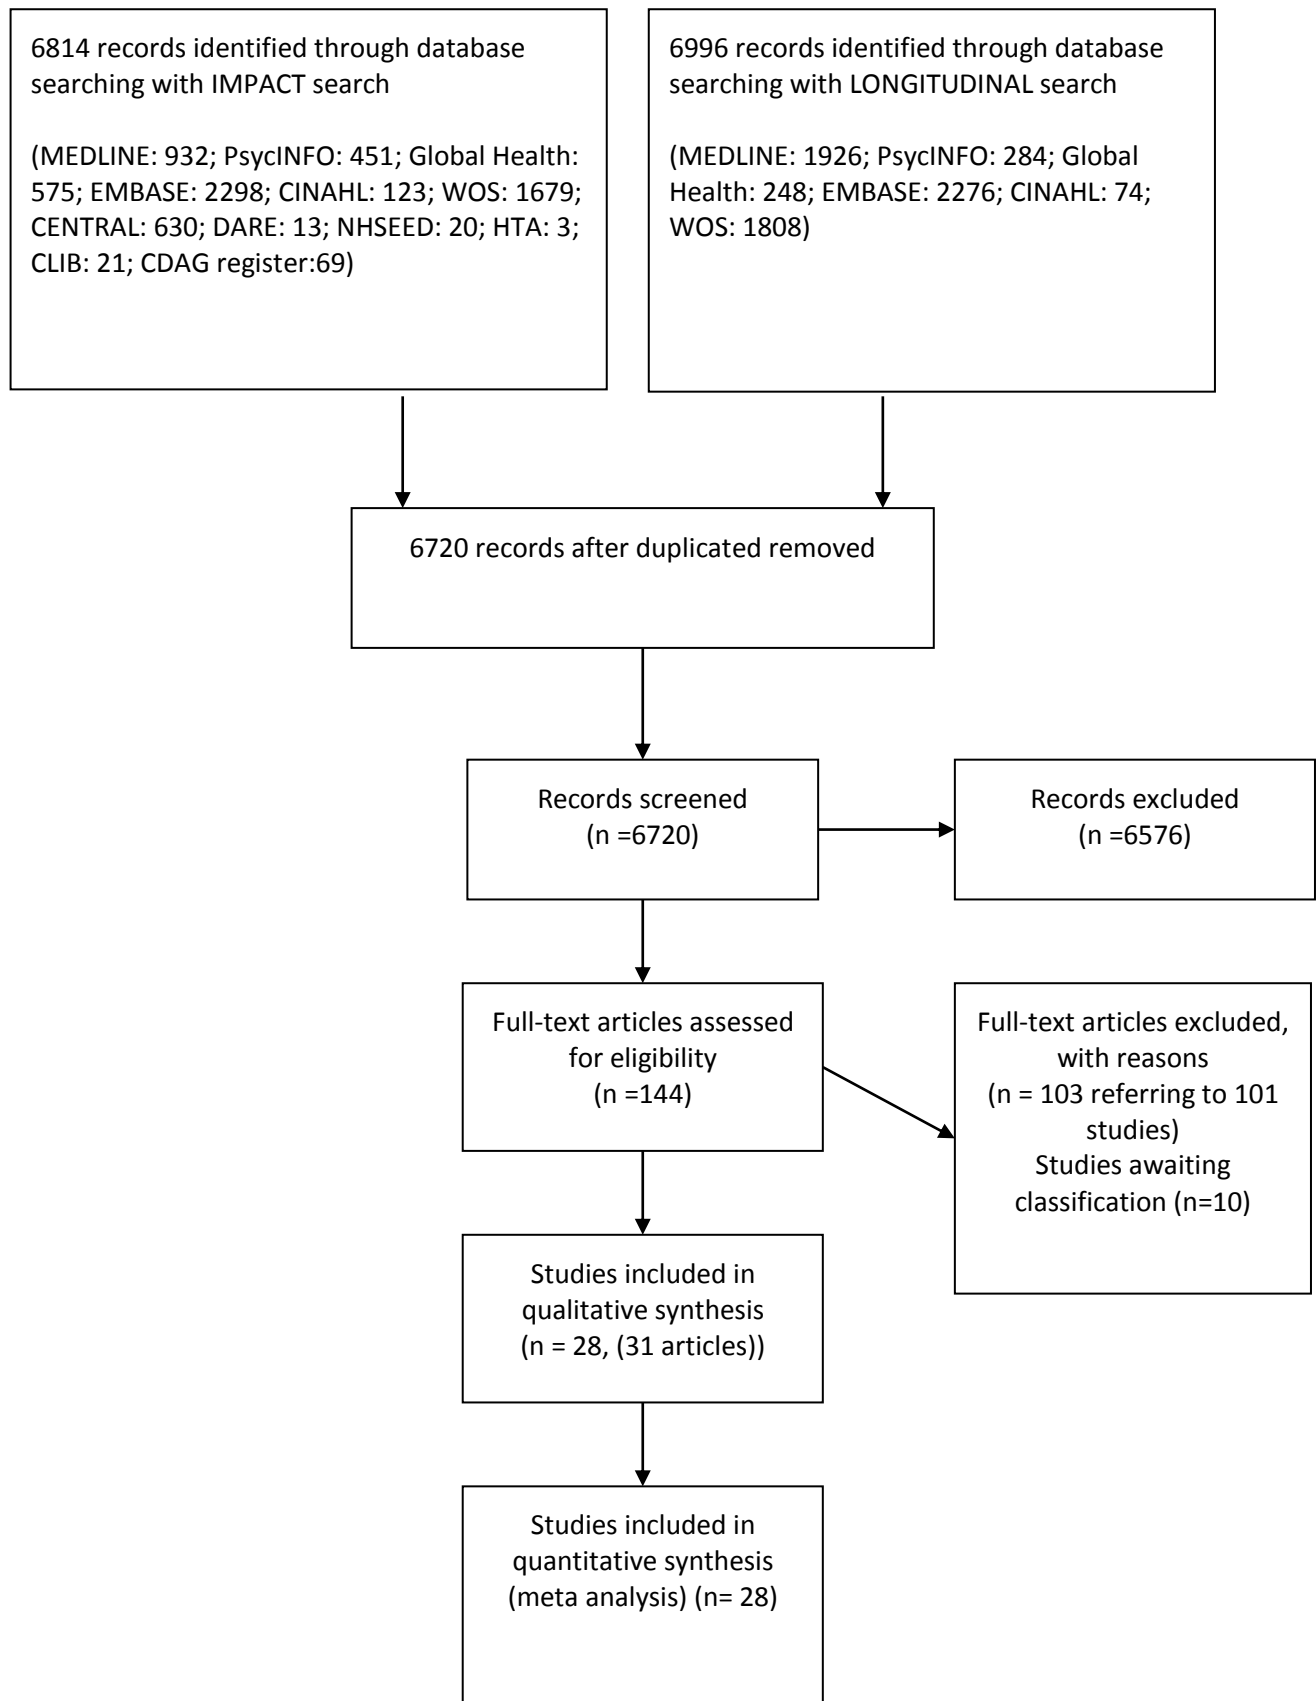 6814 records identified through database
searching with IMPACT search
(MEDLINE: 932; PsycINFO: 451; Global Health:
575; EMBASE: 2298; CINAHL: 123; WOS: 1679;
CENTRAL: 630; DARE: 13; NHSEED: 20; HTA: 3;
CLIB: 21; CDAG register:69)
6996 records identified through database
searching with LONGITUDINAL search
(MEDLINE: 1926; PsycINFO: 284; Global
Health: 248; EMBASE: 2276; CINAHL: 74;
WOS: 1808)
6720 records after duplicated removed
Records screened
(n =6720)
Records excluded
(n =6576)
Full-text articles assessed
for eligibility
(n =144)
Full-text articles excluded,
with reasons
(n = 103 referring to 101
studies)
Studies awaiting
classification (n=10)
Studies included in
qualitative synthesis
(n = 28, (31 articles))
Studies included in
quantitative synthesis
(meta analysis) (n= 28)